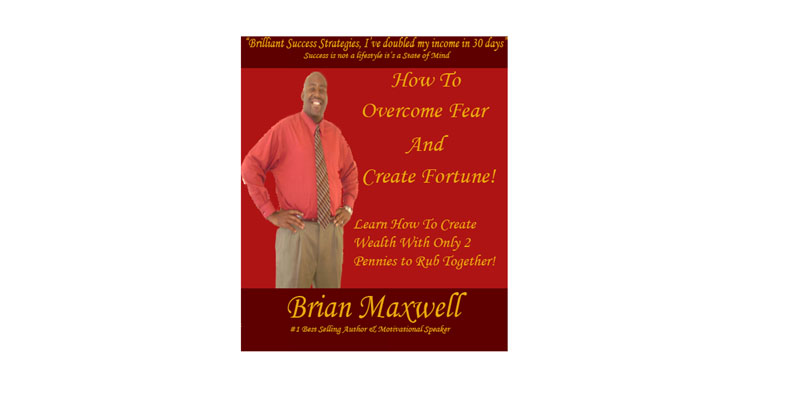 "Brilliant Success Strategies, I've doubled my income in 30 days"
Success is not a lifestyle it's a State of Mind
How To
Overcome Fear
And
Create Fortune!
Learn How To Create
Wealth With Only 2
Pennies to Rub Together!
Brian Maxwell
#1 Best Selling Author & Motivational Speaker